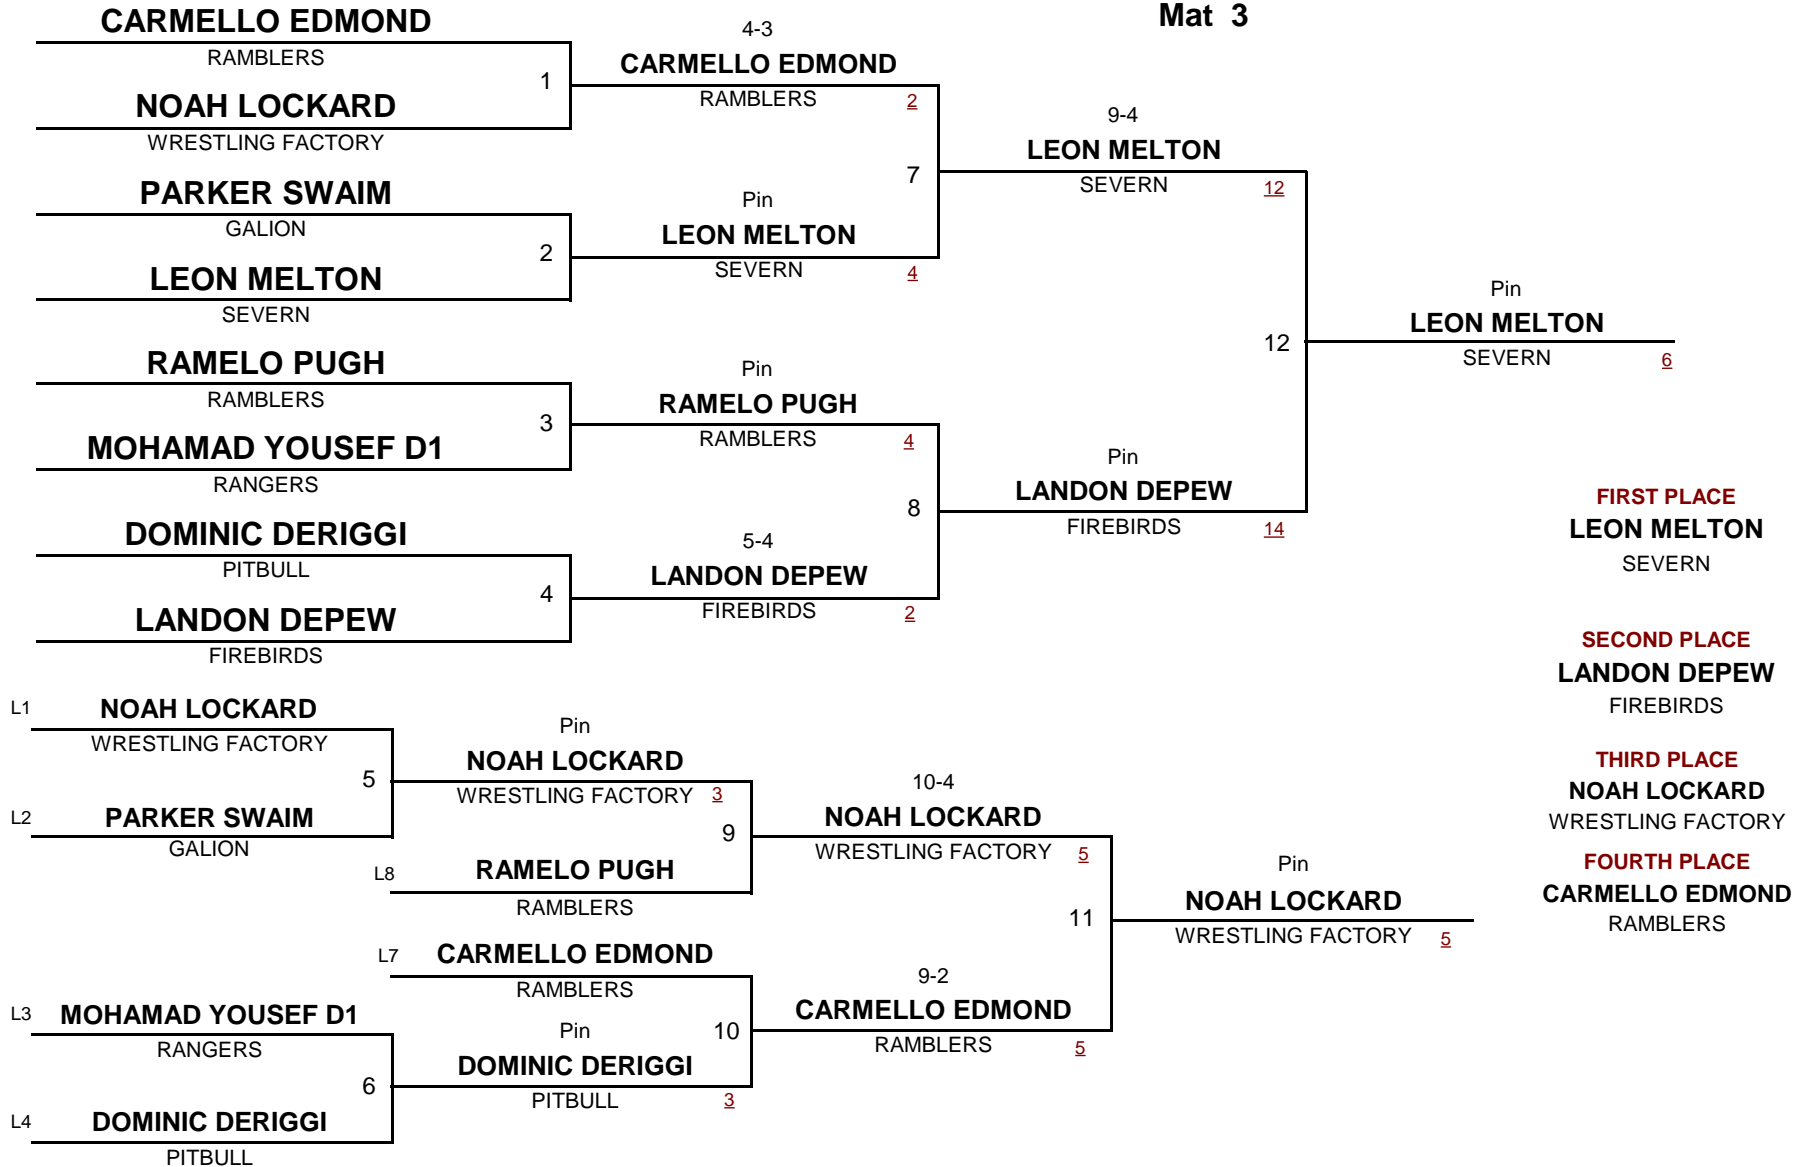 Mat 3
CARMELLO EDMOND
RAMBLERS
1
NOAH LOCKARD
WRESTLING FACTORY
PARKER SWAIM
GALION
2
LEON MELTON
SEVERN
RAMELO PUGH
RAMBLERS
3
MOHAMAD YOUSEF D1
RANGERS
DOMINIC DERIGGI
PITBULL
4
LANDON DEPEW
FIREBIRDS
4-3
CARMELLO EDMOND
RAMBLERS 2
7
Pin
LEON MELTON
SEVERN 4
Pin
RAMELO PUGH
RAMBLERS 4
8
5-4
LANDON DEPEW
FIREBIRDS 2
9-4
LEON MELTON
SEVERN 12
12
Pin
LANDON DEPEW
FIREBIRDS 14
Pin
LEON MELTON
SEVERN 6
L1 NOAH LOCKARD
WRESTLING FACTORY
5
L2 PARKER SWAIM
GALION
L3 MOHAMAD YOUSEF D1
RANGERS
6
L4 DOMINIC DERIGGI
PITBULL
Pin
NOAH LOCKARD
WRESTLING FACTORY 3
9
L8 RAMELO PUGH
RAMBLERS
L7 CARMELLO EDMOND
RAMBLERS
Pin 10
DOMINIC DERIGGI
PITBULL 3
10-4
NOAH LOCKARD
WRESTLING FACTORY 5
11
9-2
CARMELLO EDMOND
RAMBLERS 5
Pin
NOAH LOCKARD
WRESTLING FACTORY 5
FIRST PLACE
LEON MELTON
SEVERN
SECOND PLACE
LANDON DEPEW
FIREBIRDS
THIRD PLACE
NOAH LOCKARD
WRESTLING FACTORY
FOURTH PLACE
CARMELLO EDMOND
RAMBLERS